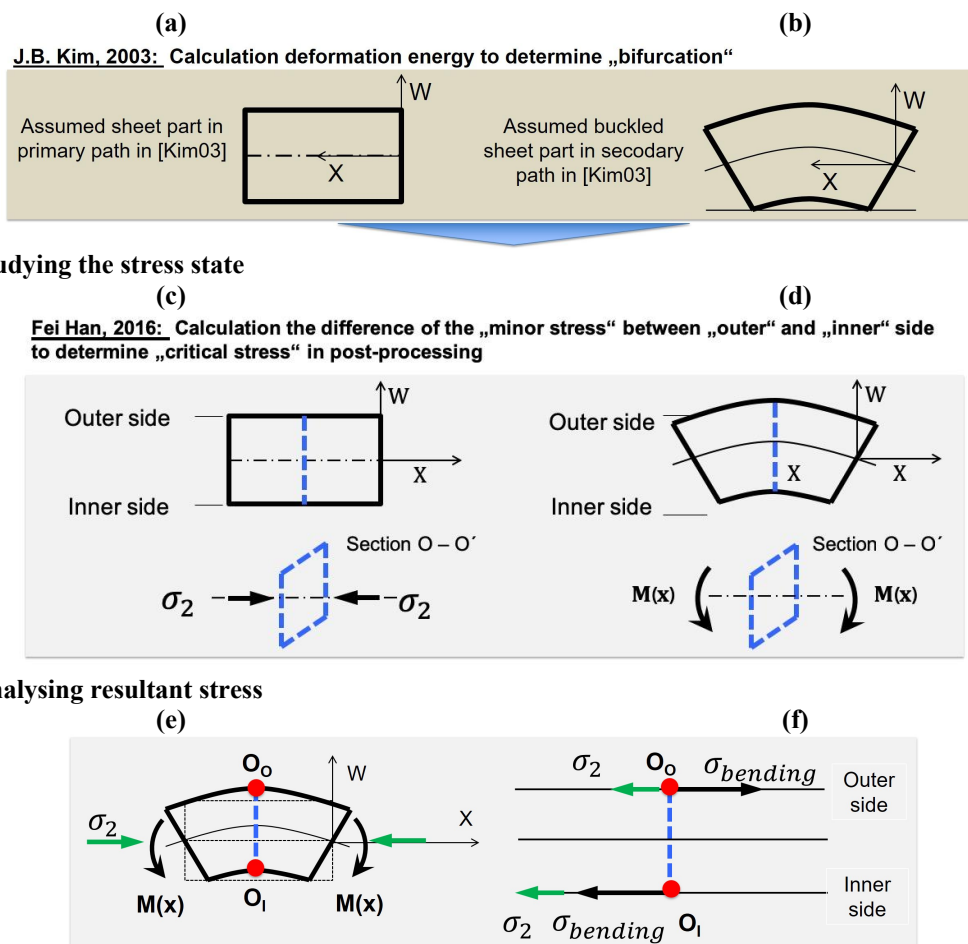 (a) (b)
J.B. Kim, 2003: Calculation deformation energy to determine „bifurcation“
W
W
Assumed sheet part in
primary path in [Kim03]
X
Assumed buckled
sheet part in secodary
path in [Kim03]
X
udying the stress state
(c) (d)
Fei Han, 2016: Calculation the difference of the „minor stress“ between „outer“ and „inner“ side
to determine „critical stress“ in post-processing
W
Outer side
X
Inner side
Section O – O´
σ2 σ2
W
Outer side
X X
Inner side
Section O – O´
M(x) M(x)
nalysing resultant stress
(e) (f)
OO W
σ2 X
OI
M(x) M(x)
σ2 OO σbending
Outer
side
Inner
side
σ2 σbending OI